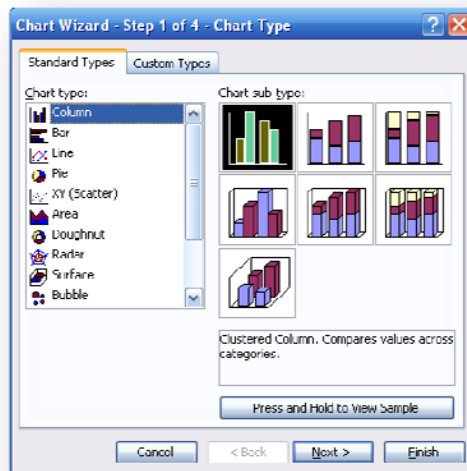 Chart Wizard - Step 1 of 4 - Chart Type
Standard Types
Custom Types
Chart type:
Column
Bar
Line
Pie
XY (Scatter)
Area
Doughnut
Radar
Surface
Bubble
Chart sub type:
Clustered Column. Compares values across
categories.
Press and Hold to View Sample
Cancel
< Back
Next >
Finish